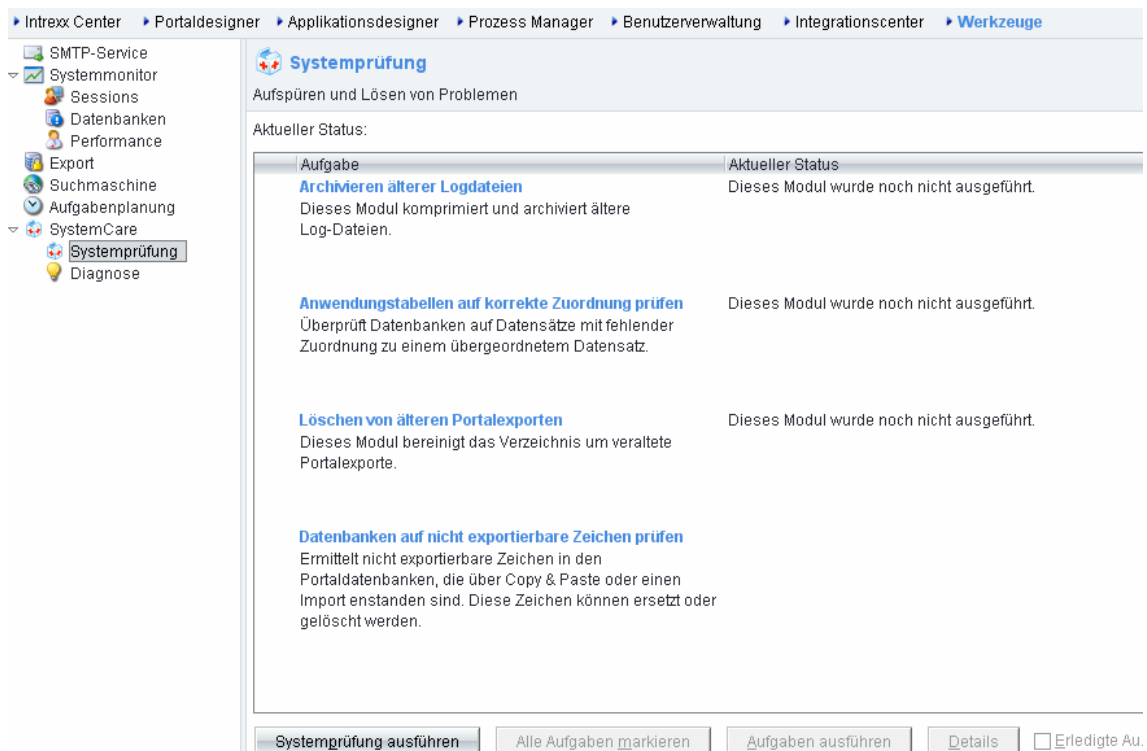 Intrexx Center Portaldesigner Applikationsdesigner Prozess Manager Benutzerverwaltung Integrationscenter Werkzeuge
SMTP-Service
Systemmonitor
Sessions
Datenbanken
Performance
Export
Suchmaschine
Aufgabenplanung
SystemCare
Systemprüfung
Diagnose
Systemprüfung
Aufspüren und Lösen von Problemen
Aktueller Status:
Aufgabe Aktueller Status
Archivieren älterer Logdateien Dieses Modul wurde noch nicht ausgeführt.
Dieses Modul komprimiert und archiviert ältere
Log-Dateien.
Anwendungstabellen auf korrekte Zuordnung prüfen Dieses Modul wurde noch nicht ausgeführt.
Überprüft Datenbanken auf Datensätze mit fehlender
Zuordnung zu einem übergeordnetem Datensatz.
Löschen von älteren Portalexporten Dieses Modul wurde noch nicht ausgeführt.
Dieses Modul bereinigt das Verzeichnis um veraltete
Portalexporte.
Datenbanken auf nicht exportierbare Zeichen prüfen
Ermittelt nicht exportierbare Zeichen in den
Portaldatenbanken, die über Copy & Paste oder einen
Import enstanden sind. Diese Zeichen können ersetzt oder
gelöscht werden.
Systemprüfung ausführen Alle Aufgaben markieren Aufgaben ausführen Details Erledigte Au